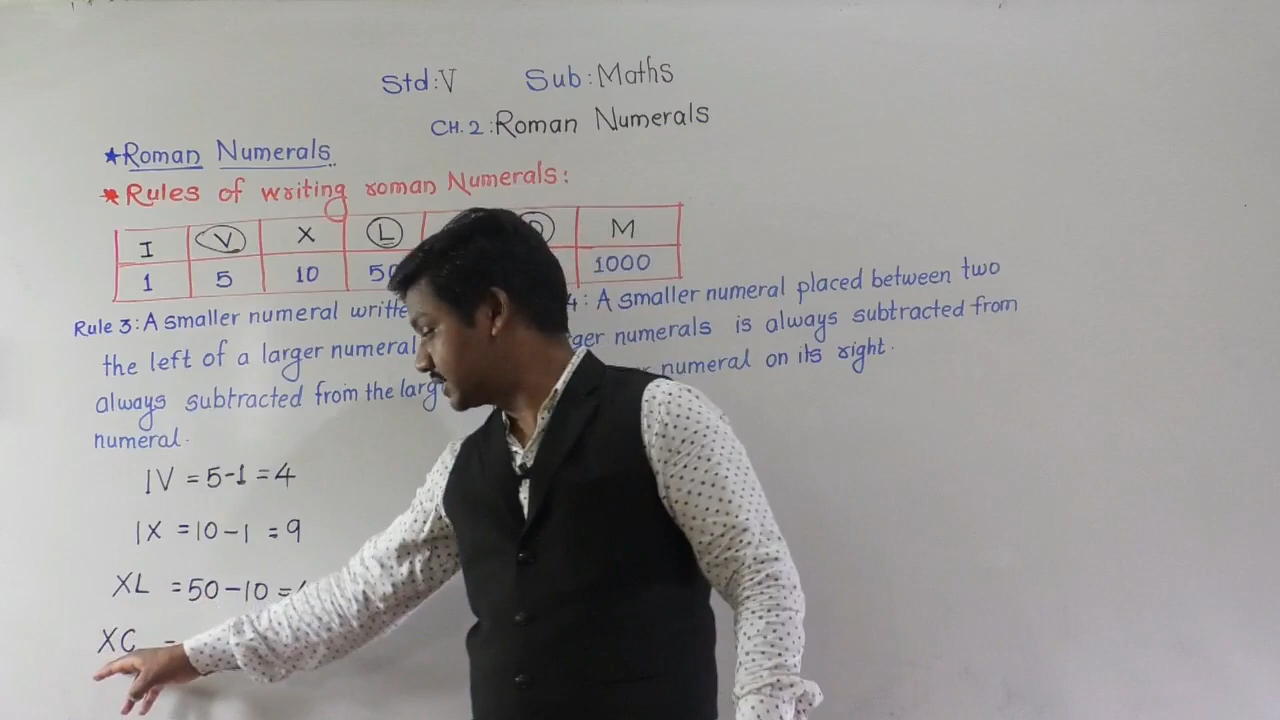 Std:V Sub:Maths
CH.2:Roman Numerals
★Roman Numerals
★Rules of writing roman Numerals:
I V X L M
1 5 10 50 1000
Rule 3:A smaller numeral
the left of a larger numeral
always subtracted from the
numeral.
4: A smaller numeral placed between two
numerals is always subtracted from
numeral on its right.
IV =5-1=4
IX =10-1 =9
XL =50-10=
XC =